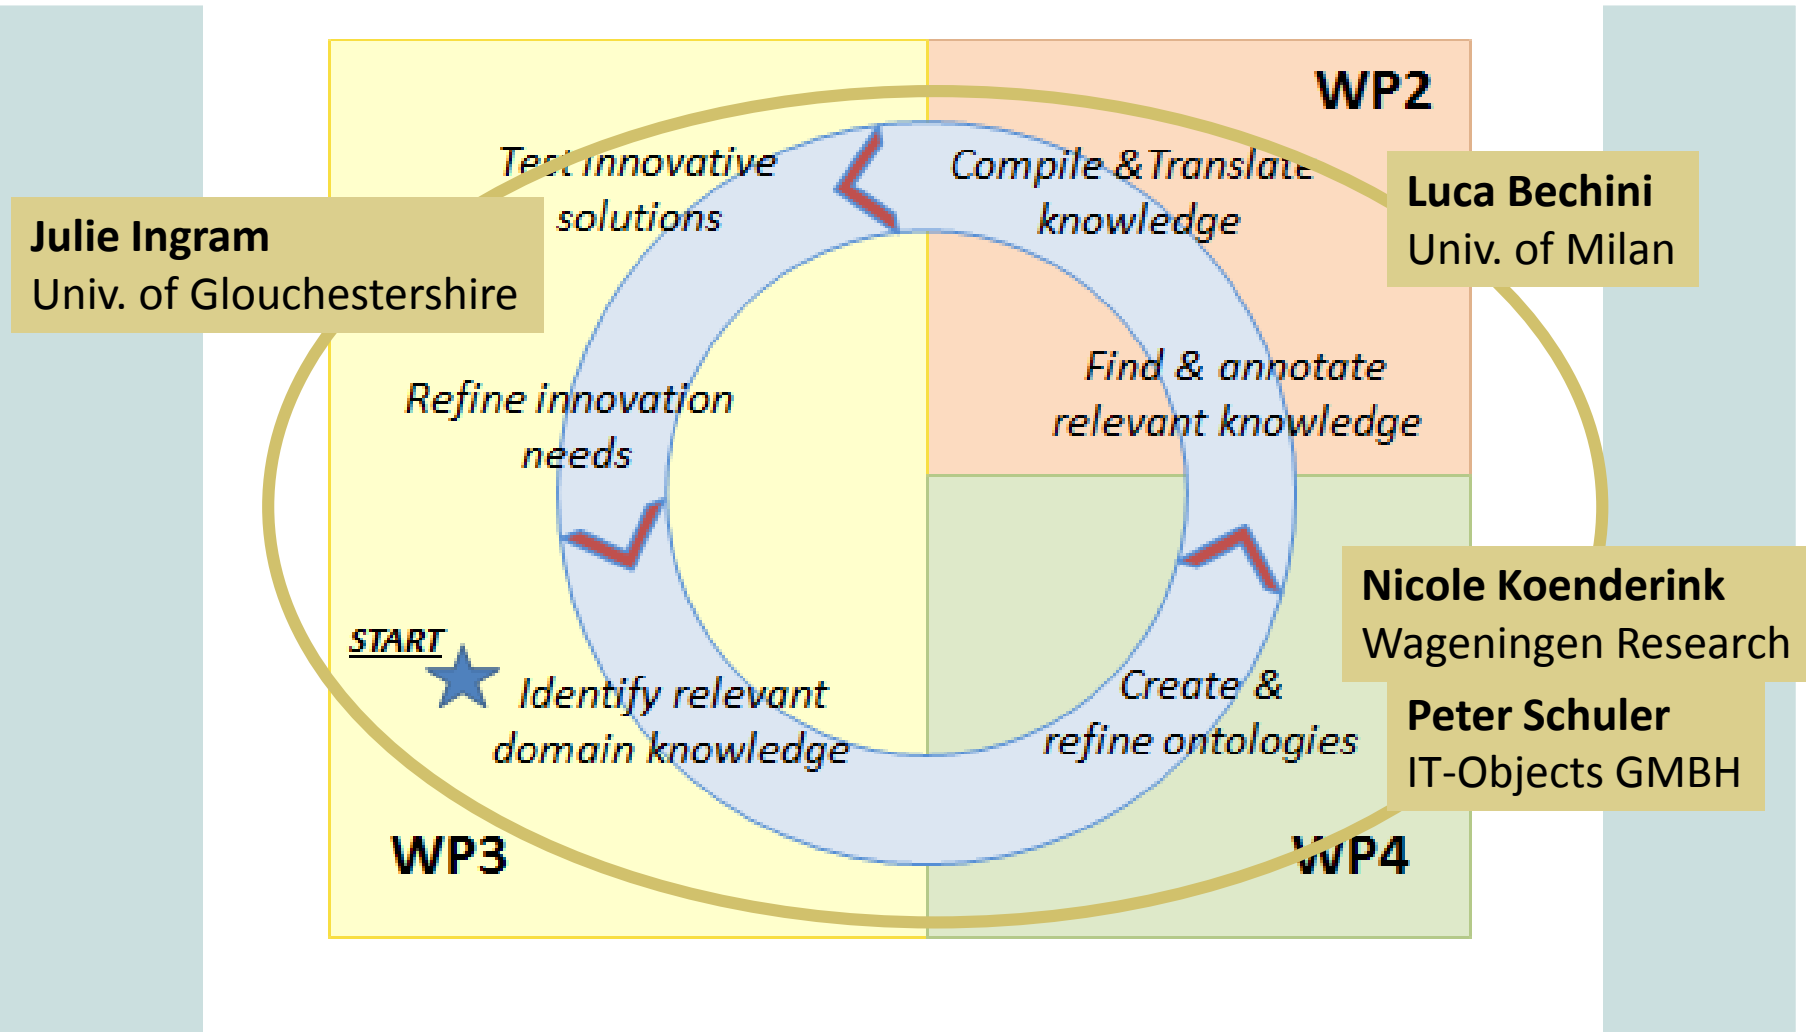 WP2
Test innovative
solutions
Compile & Translate
knowledge
Luca Bechini
Univ. of Milan
Julie Ingram
Univ. of Glouchestershire
Find & annotate
relevant knowledge
Refine innovation
needs
Nicole Koenderink
Wageningen Research
START
Identify relevant
domain knowledge
Create &
refine ontologies
Peter Schuler
IT-Objects GMBH
WP3
WP4